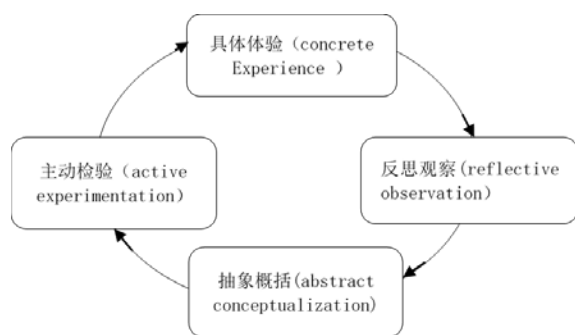 具体体验（concrete
Experience ）
主动检验（active
experimentation）
反思观察(reflective
observation）
抽象概括(abstract
conceptualization)